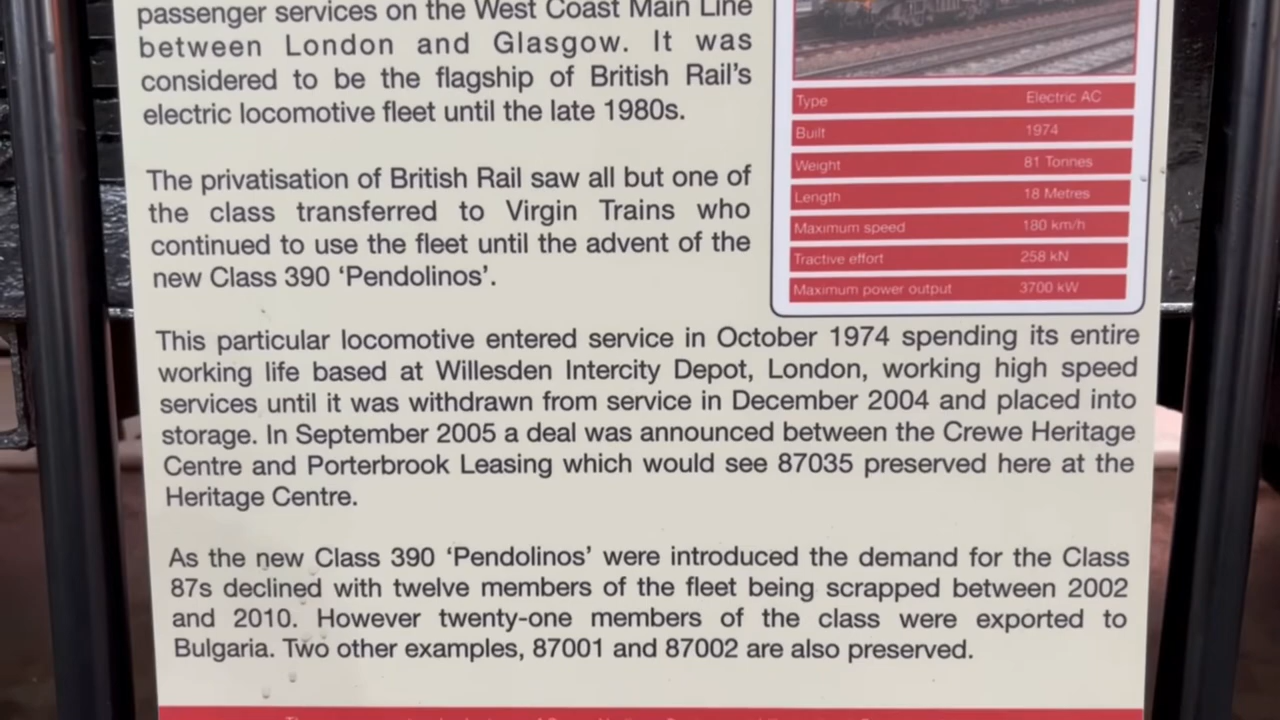 passenger services on the West Coast Main Line
between London and Glasgow. It was
considered to be the flagship of British Rail's
electric locomotive fleet until the late 1980s.
The privatisation of British Rail saw all but one of
the class transferred to Virgin Trains who
continued to use the fleet until the advent of the
new Class 390 ‘Pendolinos’.
Type Electric AC
Built 1974
Weight 81 Tonnes
Length 18 Metres
Maximum speed 180 km/h
Tractive effort 258 kN
Maximum power output 3700 kW
This particular locomotive entered service in October 1974 spending its entire
working life based at Willesden Intercity Depot, London, working high speed
services until it was withdrawn from service in December 2004 and placed into
storage. In September 2005 a deal was announced between the Crewe Heritage
Centre and Porterbrook Leasing which would see 87035 preserved here at the
Heritage Centre.
As the new Class 390 ‘Pendolinos’ were introduced the demand for the Class
87s declined with twelve members of the fleet being scrapped between 2002
and 2010. However twenty-one members of the class were exported to
Bulgaria. Two other examples, 87001 and 87002 are also preserved.